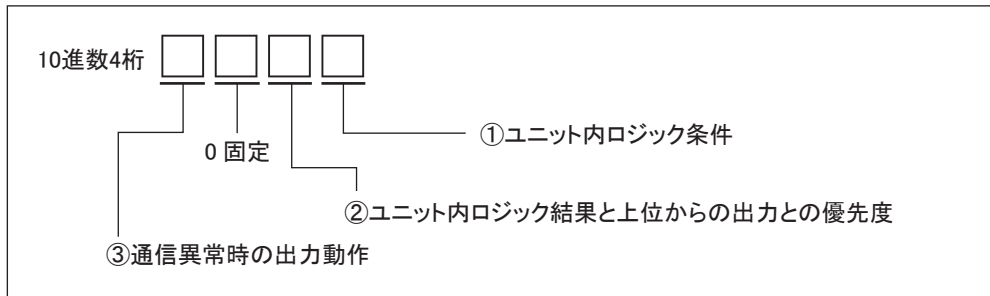 10進数4桁
①ユニット内ロジック条件
0 固定
②ユニット内ロジック結果と上位からの出力との優先度
③通信異常時の出力動作